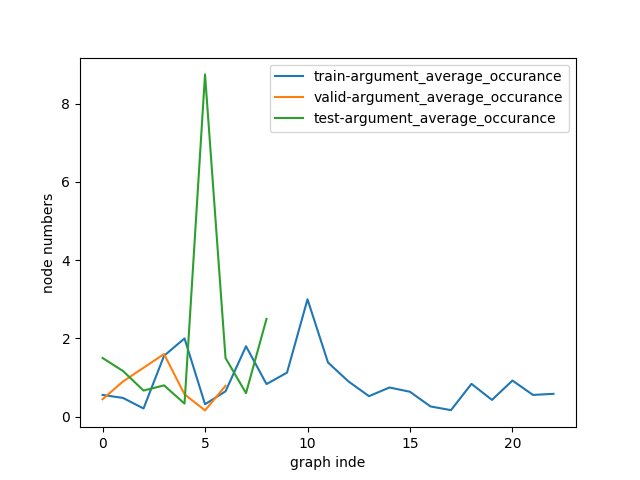 train-argument_average_occurance
valid-argument_average_occurance
test-argument_average_occurance
8
6
4
2
0
node numbers
0 5 10 15 20
graph inde